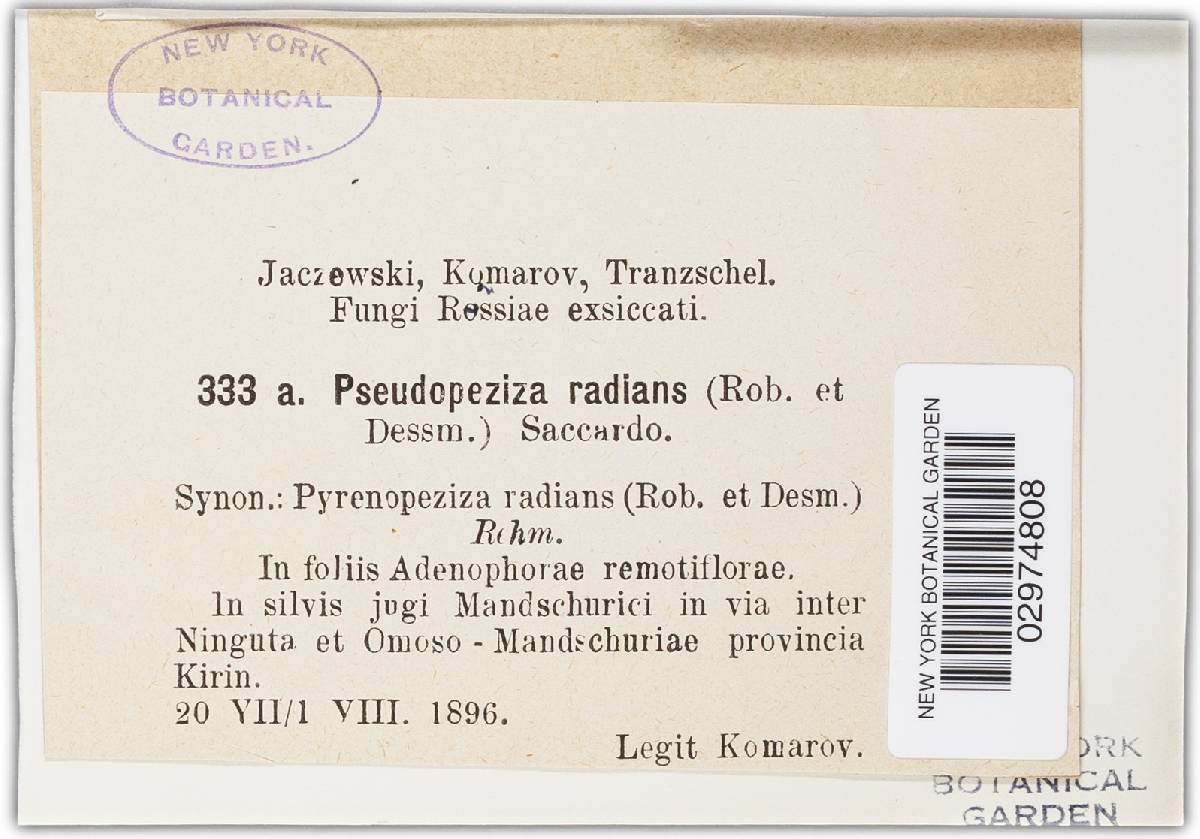 NEW YORK
BOTANICAL
GARDEN.
Jaczewski, Komarov, Tranzschel.
Fungi Rossiae exsiccati.
333 a. Pseudopeziza radians (Rob. et
Dessm.) Saccardo.
Synon.: Pyrenopeziza radians (Rob. et Desm.)
Rehm.
In foliis Adenophorae remotiflorae.
In silvis jugi Mandschurici in via inter
Ninguta et Omoso - Mandschuriae provincia
Kirin.
20 VII/1 VIII. 1896.
Legit Komarov.
NEW YORK BOTANICAL GARDEN
02974808
ORK
BOTANICAL
GARDEN